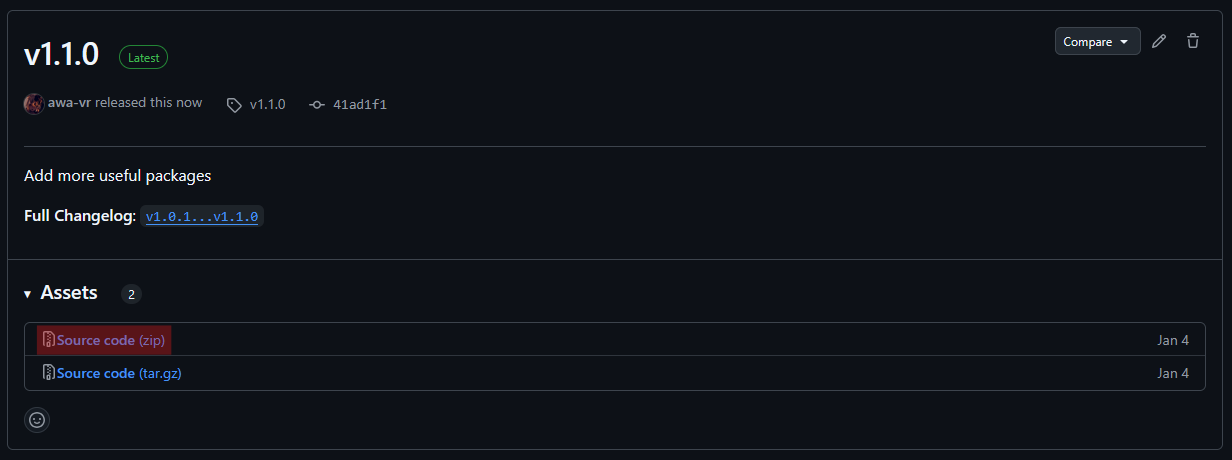 v1.1.0 Latest Compare
awa-vr released this now v1.1.0 41ad1f1
Add more useful packages
Full Changelog: v1.0.1...v1.1.0
Assets 2
Source code (zip) Jan 4
Source code (tar.gz) Jan 4